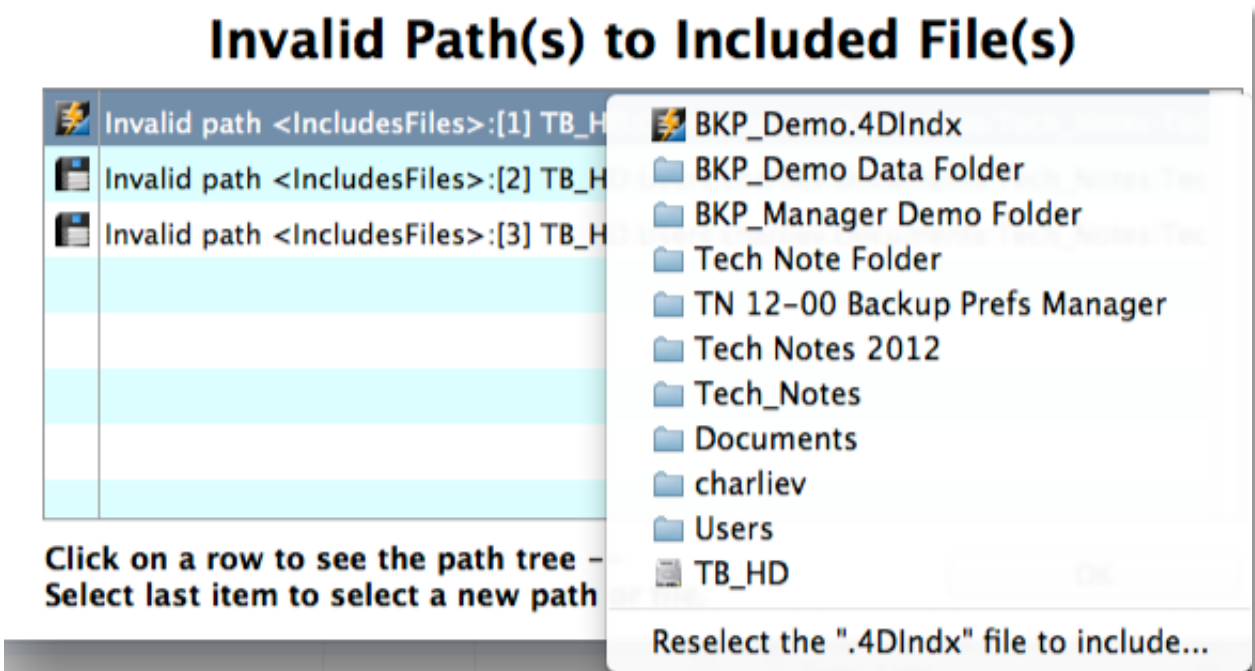 Invalid Path(s) to Included File(s)
Invalid path <IncludesFiles>:[1] TB_H
Invalid path <IncludesFiles>:[2] TB_H
Invalid path <IncludesFiles>:[3] TB_H
BKP_Demo.4DIndx
BKP_Demo Data Folder
BKP_Manager Demo Folder
Tech Note Folder
TN 12-00 Backup Prefs Manager
Tech Notes 2012
Tech_Notes
Documents
charliev
Users
TB_HD
Reselect the ".4DIndx" file to include...
Click on a row to see the path tree --
Select last item to select a new path or file.
OK